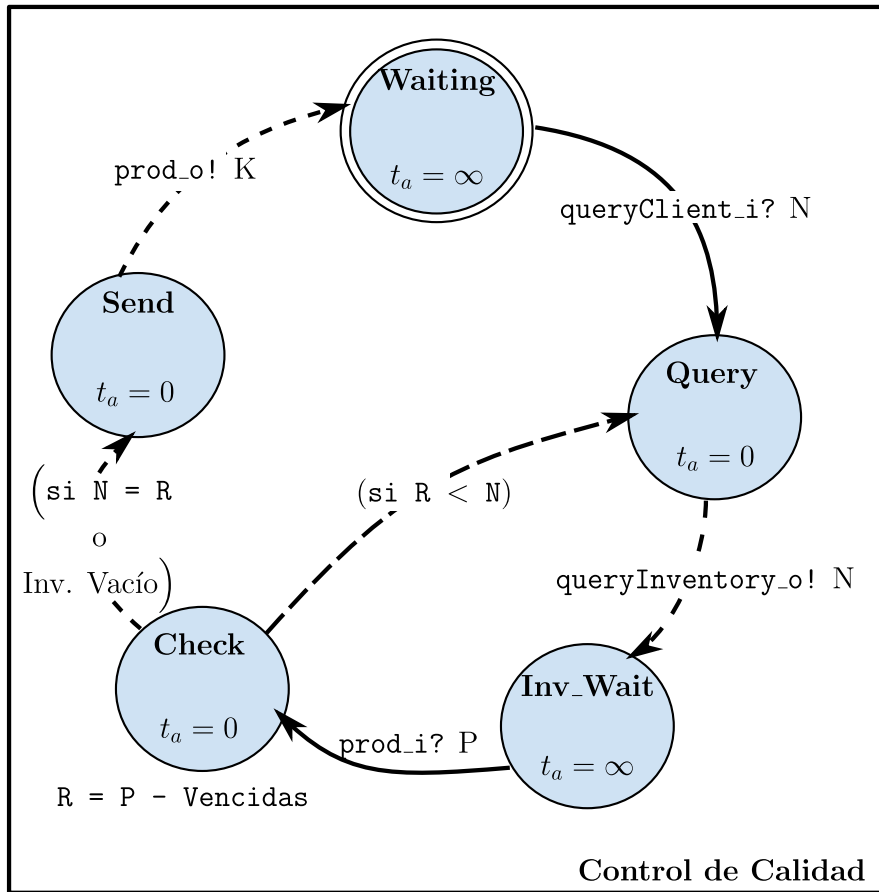 Waiting
t_a = ∞
prod_o! K
queryClient_i? N
Send
t_a = 0
Query
t_a = 0
(si N = R
o
Inv. Vacío)
(si R < N)
queryInventory_o! N
Check
t_a = 0
Inv_Wait
t_a = ∞
prod_i? P
R = P - Vencidas
Control de Calidad